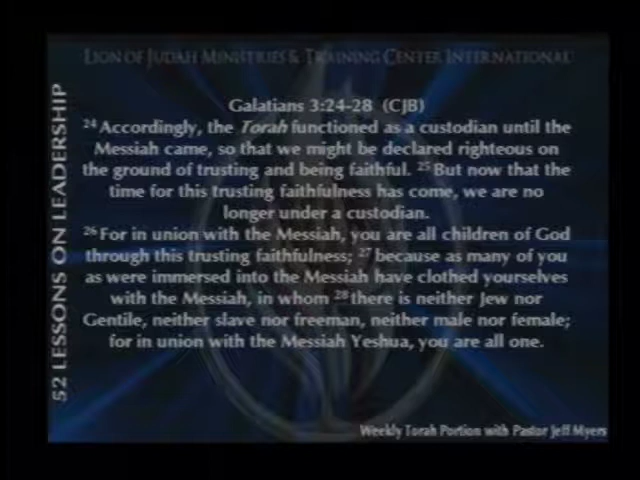 LION OF JUDAH MINISTRIES & TRAINING CENTER INTERNATIONAL
52 LESSONS ON LEADERSHIP
Galatians 3:24-28 (CJB)
24 Accordingly, the Torah functioned as a custodian until the
Messiah came, so that we might be declared righteous on
the ground of trusting and being faithful. 25 But now that the
time for this trusting faithfulness has come, we are no
longer under a custodian.
26 For in union with the Messiah, you are all children of God
through this trusting faithfulness; 27 because as many of you
as were immersed into the Messiah have clothed yourselves
with the Messiah, in whom 28 there is neither Jew nor
Gentile, neither slave nor freeman, neither male nor female;
for in union with the Messiah Yeshua, you are all one.
Weekly Torah Portion with Pastor Jeff Myers